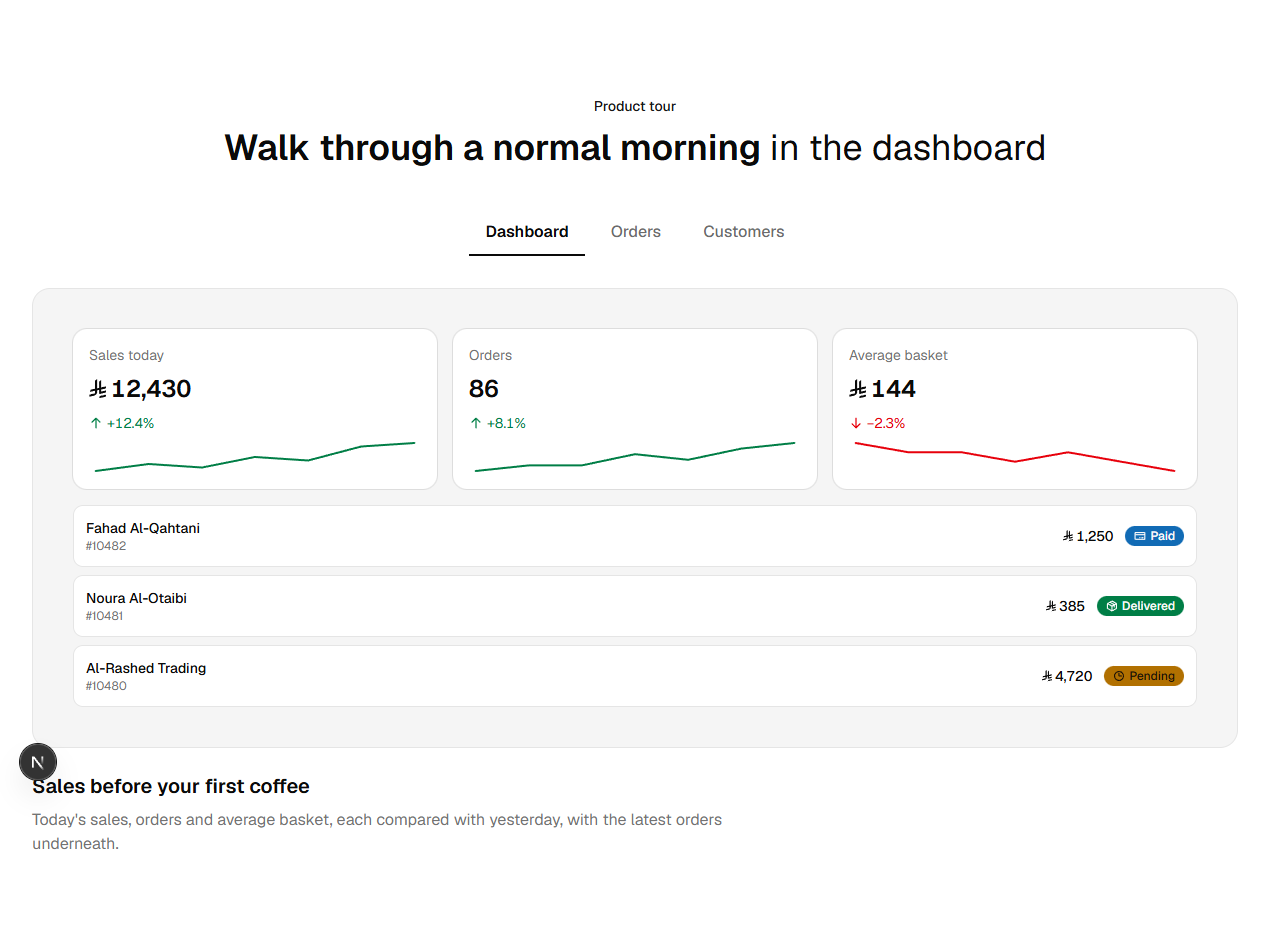 Product tour
Walk through a normal morning in the dashboard
Dashboard Orders Customers
Sales today
⃁ 12,430
+12.4%
Orders
86
+8.1%
Average basket
⃁ 144
−2.3%
Fahad Al-Qahtani
#10482
⃁ 1,250 Paid
Noura Al-Otaibi
#10481
⃁ 385 Delivered
Al-Rashed Trading
#10480
⃁ 4,720 Pending
N
Sales before your first coffee
Today's sales, orders and average basket, each compared with yesterday, with the latest orders
underneath.